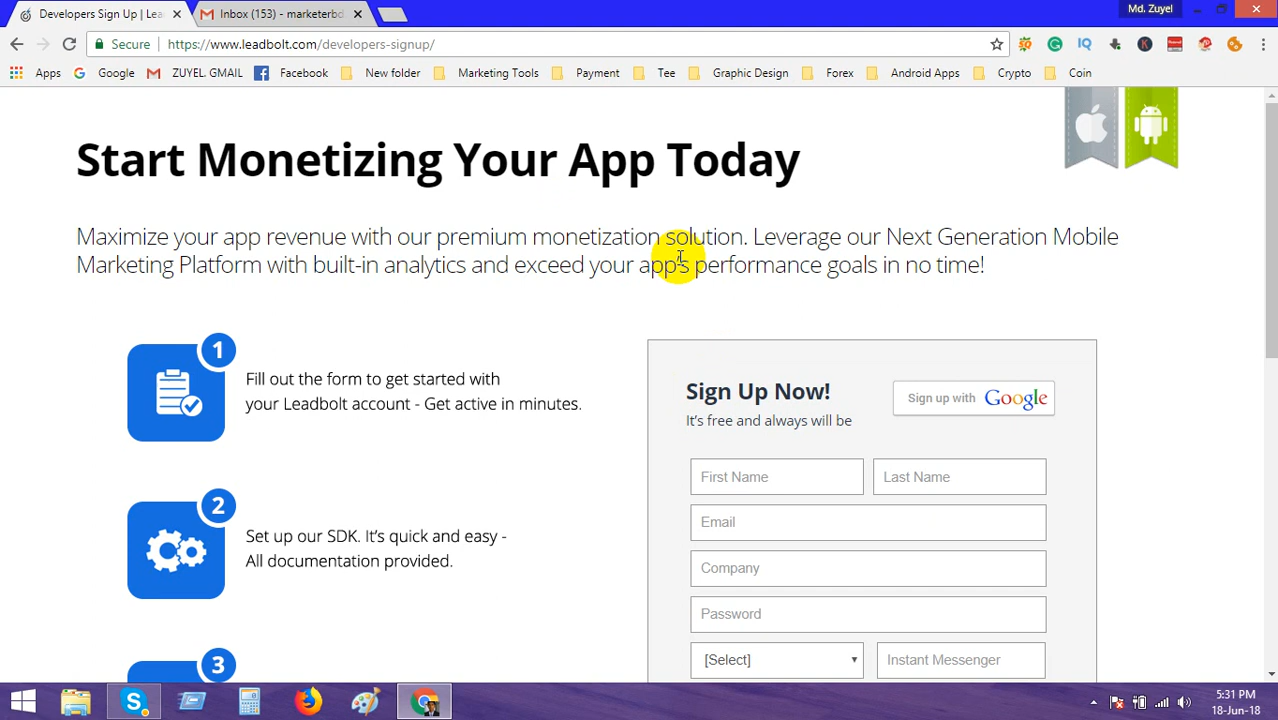 Developers Sign Up | Lea
Inbox (153) - marketerbd.
Md. Zuyel
Secure
https://www.leadbolt.com/developers-signup/
Apps
Google
ZUYEL. GMAIL
Facebook
New folder
Marketing Tools
Payment
Tee
Graphic Design
Forex
Android Apps
Crypto
Coin
Start Monetizing Your App Today
Maximize your app revenue with our premium monetization solution. Leverage our Next Generation Mobile
Marketing Platform with built-in analytics and exceed your app's performance goals in no time!
1
Fill out the form to get started with
your Leadbolt account - Get active in minutes.
2
Set up our SDK. It's quick and easy -
All documentation provided.
3
Sign Up Now!
It's free and always will be
Sign up with Google
First Name
Last Name
Email
Company
Password
[Select]
Instant Messenger
5:31 PM
18-Jun-18